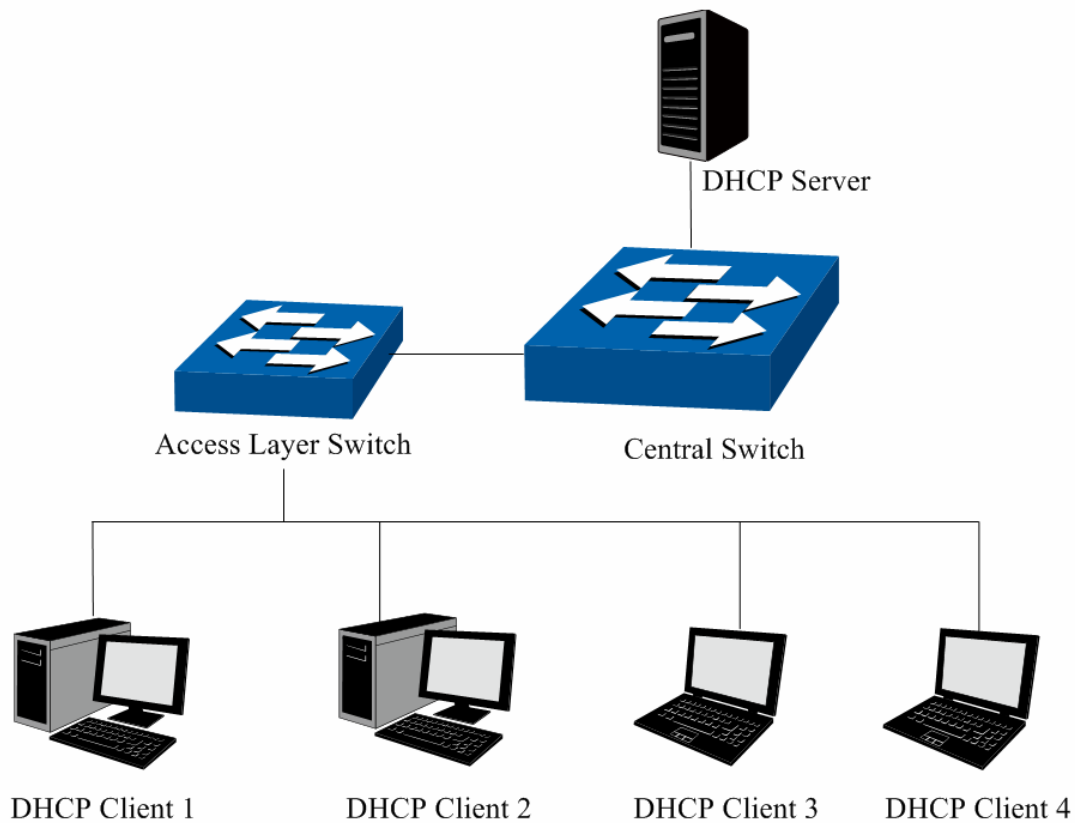 DHCP Server
Access Layer Switch
Central Switch
DHCP Client 1
DHCP Client 2
DHCP Client 3
DHCP Client 4